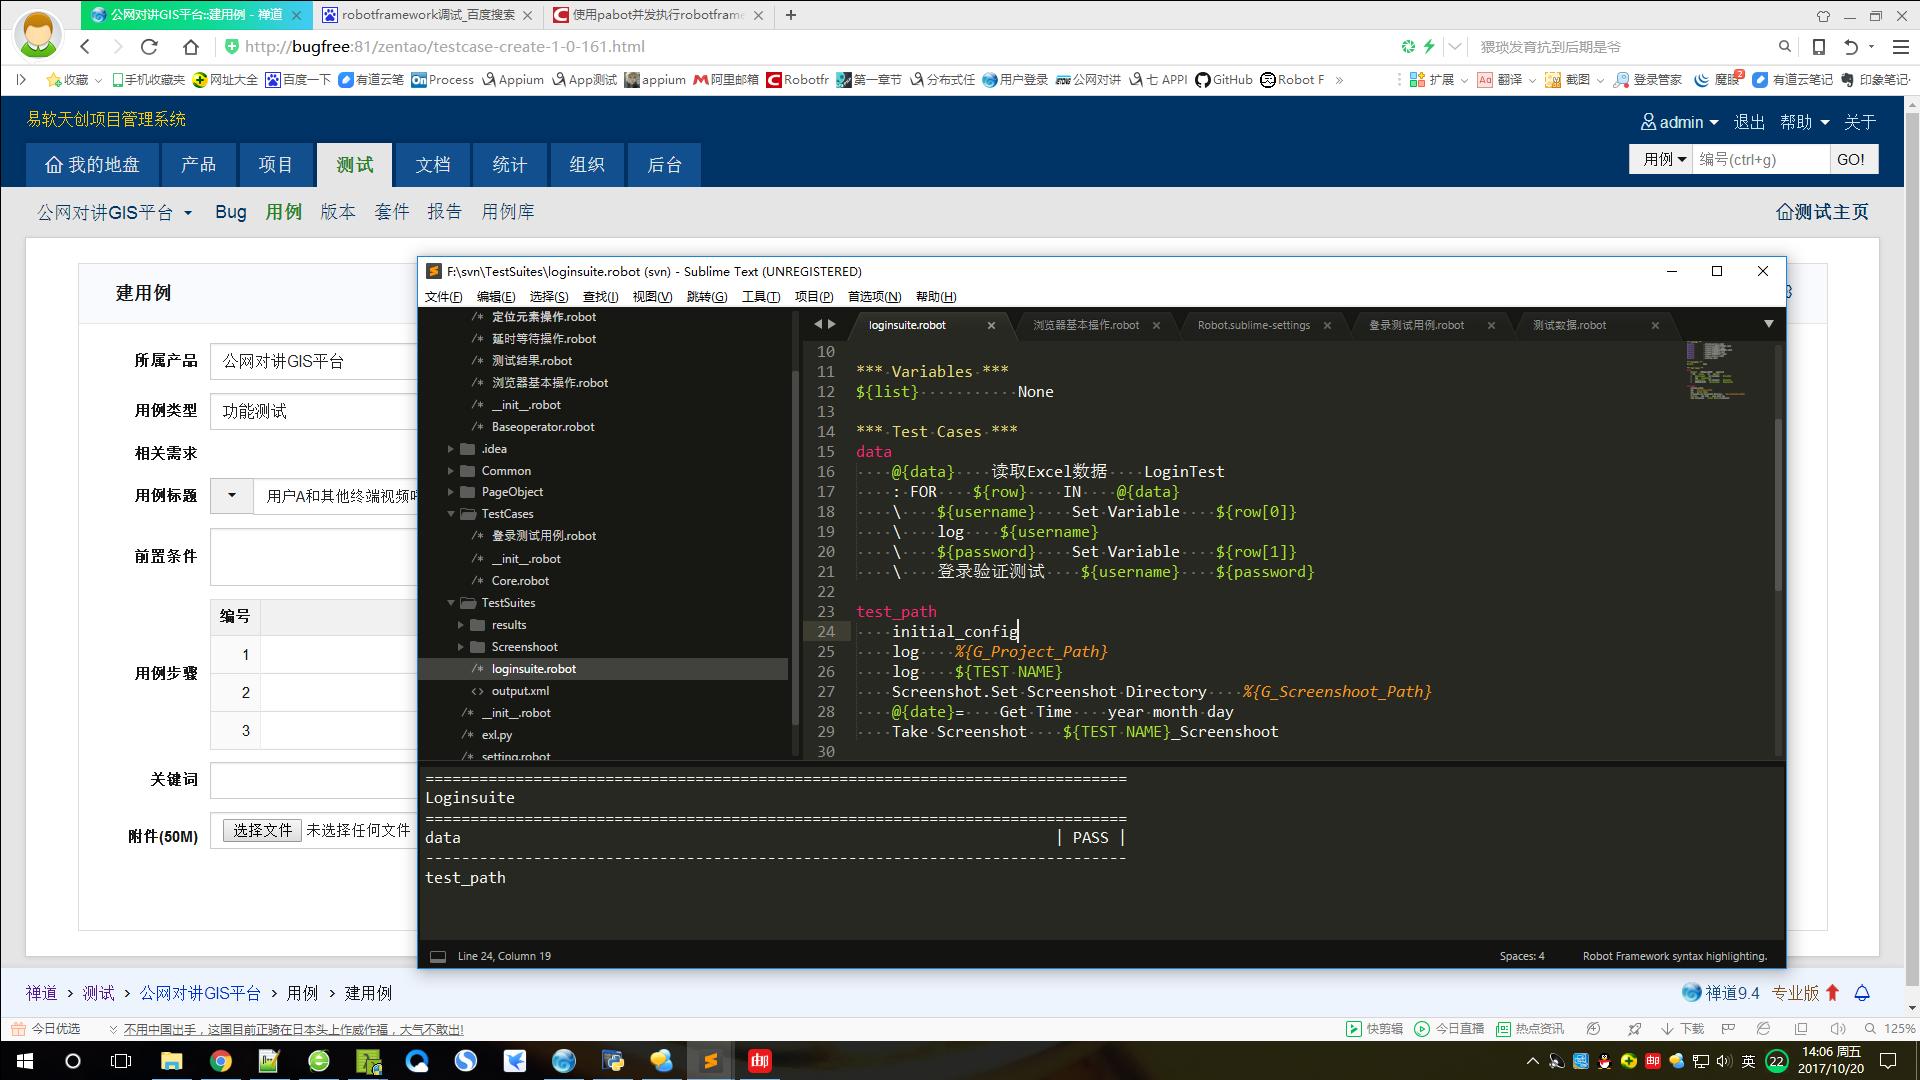 公网对讲GIS平台::建用例 - 禅道
robotframework调试_百度搜索
使用pabot并发执行robotframe
http://bugfree:81/zentao/testcase-create-1-0-161.html
猥琐发育抗到后期是爷
收藏 手机收藏夹 网址大全 百度一下 有道云笔 Process Appium App测试 appium 阿里邮箱 Robotfr 第一章节 分布式任 用户登录 公网对讲 七 APPI GitHub Robot F » 扩展 翻译 截图 登录管家 魔眼 2 有道云笔记 印象笔记
易软天创项目管理系统
admin 退出 帮助 关于
我的地盘 产品 项目 测试 文档 统计 组织 后台
用例 编号(ctrl+g) GO!
公网对讲GIS平台 Bug 用例 版本 套件 报告 用例库
测试主页
建用例
所属产品 公网对讲GIS平台
用例类型 功能测试
相关需求
用例标题 用户A和其他终端视频
前置条件
编号
用例步骤
1
2
3
关键词
附件(50M) 选择文件 未选择任何文件
F:\svn\TestSuites\loginsuite.robot (svn) - Sublime Text (UNREGISTERED)
文件(F) 编辑(E) 选择(S) 查找(I) 视图(V) 跳转(G) 工具(T) 项目(P) 首选项(N) 帮助(H)
/* 定位元素操作.robot
/* 延时等待操作.robot
/* 测试结果.robot
/* 浏览器基本操作.robot
/* __init__.robot
/* Baseoperator.robot
.idea
Common
PageObject
TestCases
/* 登录测试用例.robot
/* __init__.robot
/* Core.robot
TestSuites
results
Screenshoot
/* loginsuite.robot
<> output.xml
/* __init__.robot
/* exl.py
/* setting.robot
loginsuite.robot 浏览器基本操作.robot Robot.sublime-settings 登录测试用例.robot 测试数据.robot
10
11 *** Variables ***
12 ${list} None
13
14 *** Test Cases ***
15 data
16 @{data} 读取Excel数据 LoginTest
17 : FOR ${row} IN @{data}
18 \ ${username} Set Variable ${row[0]}
19 \ log ${username}
20 \ ${password} Set Variable ${row[1]}
21 \ 登录验证测试 ${username} ${password}
22
23 test_path
24 initial_config
25 log %{G_Project_Path}
26 log ${TEST NAME}
27 Screenshot.Set Screenshot Directory %{G_Screenshoot_Path}
28 @{date}= Get Time year month day
29 Take Screenshot ${TEST NAME}_Screenshoot
30
==============================================================================
Loginsuite
==============================================================================
data | PASS |
------------------------------------------------------------------------------
test_path
Line 24, Column 19
Spaces: 4
Robot Framework syntax highlighting.
禅道 › 测试 › 公网对讲GIS平台 › 用例 › 建用例
禅道9.4 专业版
今日优选
不用中国出手，这国目前正骑在日本头上作威作福，大气不敢出!
快剪辑 今日直播 热点资讯 下载 125%
英 22 14:06 周五
2017/10/20